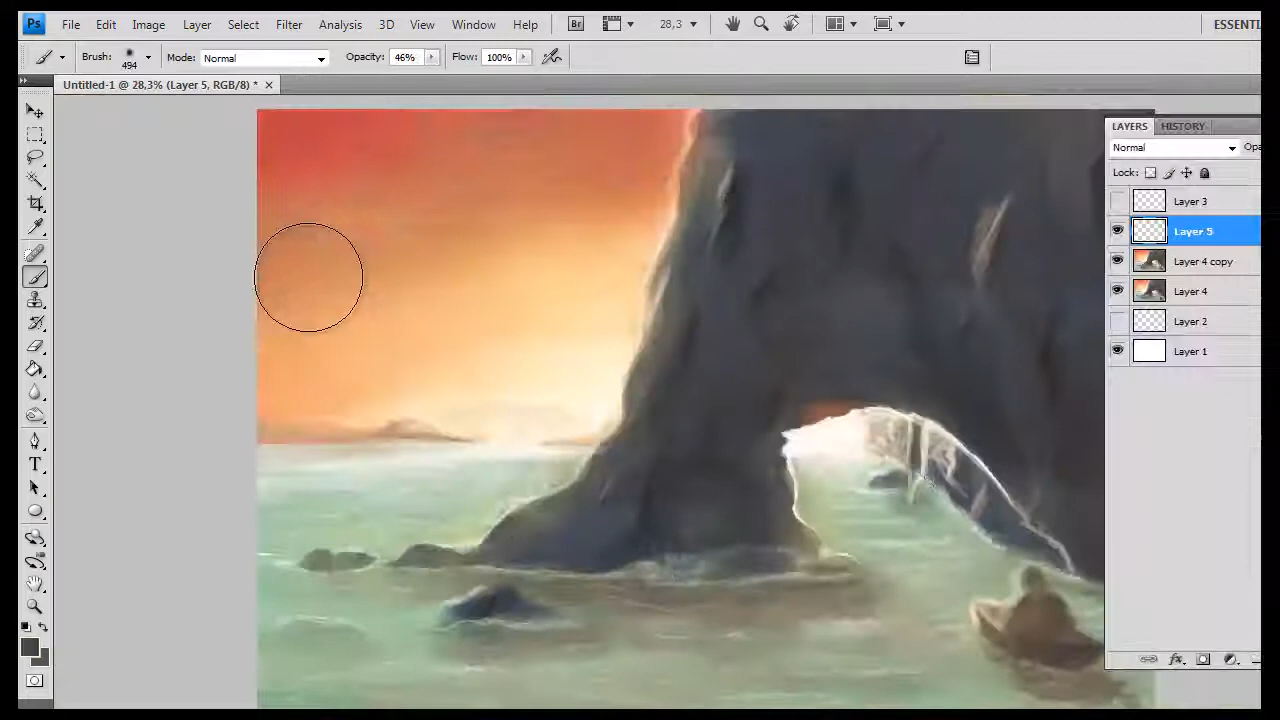 Ps File Edit Image Layer Select Filter Analysis 3D View Window Help Br 28,3 ESSENTI
Brush: 494 Mode: Normal Opacity: 46% Flow: 100%
Untitled-1 @ 28,3% (Layer 5, RGB/8) *
LAYERS HISTORY
Normal Opa
Lock:
Layer 3
Layer 5
Layer 4 copy
Layer 4
Layer 2
Layer 1
T
fx